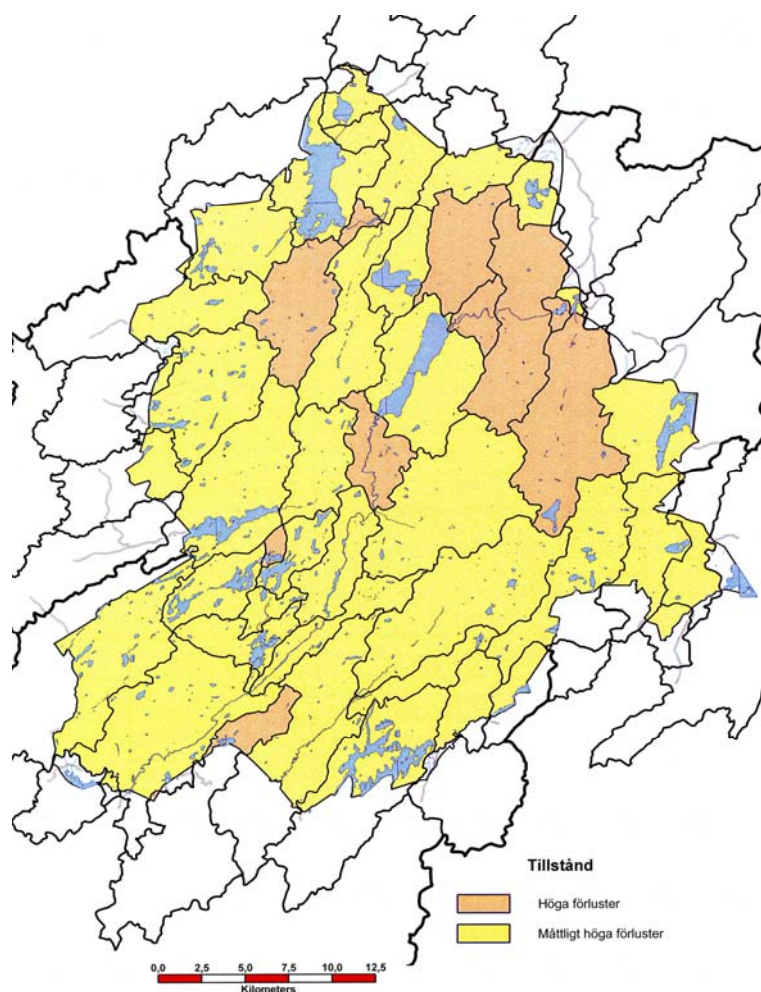 Tillstånd
Höga förluster
Måttligt höga förluster
0,0 2,5 5,0 7,5 10,0 12,5
Kilometers